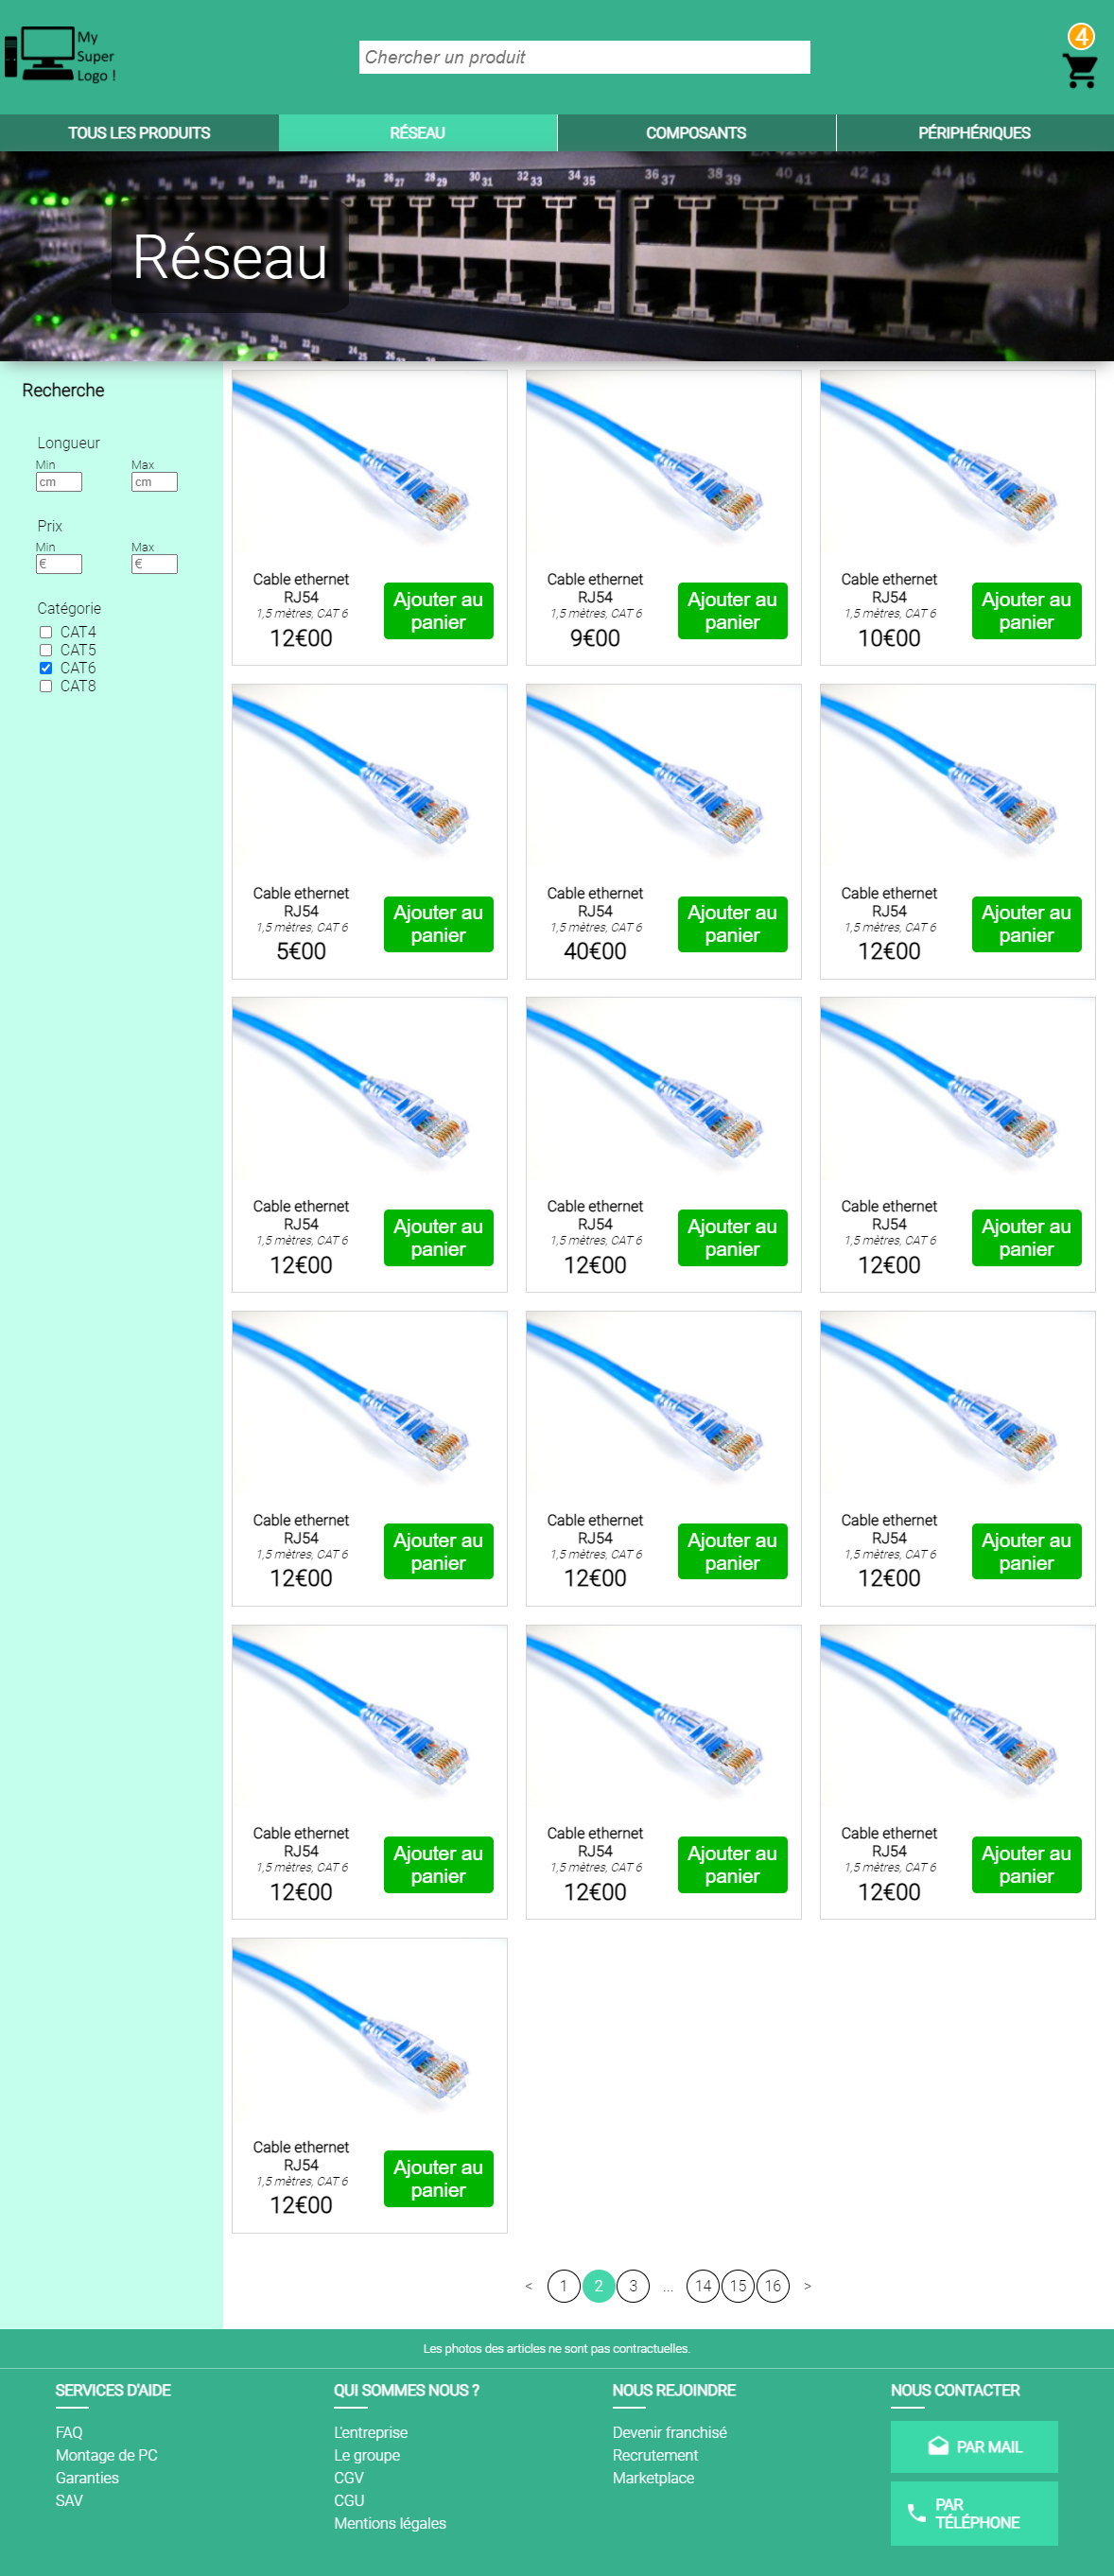 My
Super
Logo !
Chercher un produit
4
TOUS LES PRODUITS
RÉSEAU
COMPOSANTS
PÉRIPHÉRIQUES
Réseau
Recherche
Longueur
Min Max
cm cm
Prix
Min Max
€ €
Catégorie
CAT4
CAT5
CAT6
CAT8
Cable ethernet
RJ54
1,5 mètres, CAT 6
12€00
Ajouter au
panier
Cable ethernet
RJ54
1,5 mètres, CAT 6
9€00
Ajouter au
panier
Cable ethernet
RJ54
1,5 mètres, CAT 6
10€00
Ajouter au
panier
Cable ethernet
RJ54
1,5 mètres, CAT 6
5€00
Ajouter au
panier
Cable ethernet
RJ54
1,5 mètres, CAT 6
40€00
Ajouter au
panier
Cable ethernet
RJ54
1,5 mètres, CAT 6
12€00
Ajouter au
panier
Cable ethernet
RJ54
1,5 mètres, CAT 6
12€00
Ajouter au
panier
Cable ethernet
RJ54
1,5 mètres, CAT 6
12€00
Ajouter au
panier
Cable ethernet
RJ54
1,5 mètres, CAT 6
12€00
Ajouter au
panier
Cable ethernet
RJ54
1,5 mètres, CAT 6
12€00
Ajouter au
panier
Cable ethernet
RJ54
1,5 mètres, CAT 6
12€00
Ajouter au
panier
Cable ethernet
RJ54
1,5 mètres, CAT 6
12€00
Ajouter au
panier
Cable ethernet
RJ54
1,5 mètres, CAT 6
12€00
Ajouter au
panier
Cable ethernet
RJ54
1,5 mètres, CAT 6
12€00
Ajouter au
panier
Cable ethernet
RJ54
1,5 mètres, CAT 6
12€00
Ajouter au
panier
Cable ethernet
RJ54
1,5 mètres, CAT 6
12€00
Ajouter au
panier
< 1 2 3 ... 14 15 16 >
Les photos des articles ne sont pas contractuelles.
SERVICES D'AIDE
FAQ
Montage de PC
Garanties
SAV
QUI SOMMES NOUS ?
L'entreprise
Le groupe
CGV
CGU
Mentions légales
NOUS REJOINDRE
Devenir franchisé
Recrutement
Marketplace
NOUS CONTACTER
PAR MAIL
PAR
TÉLÉPHONE